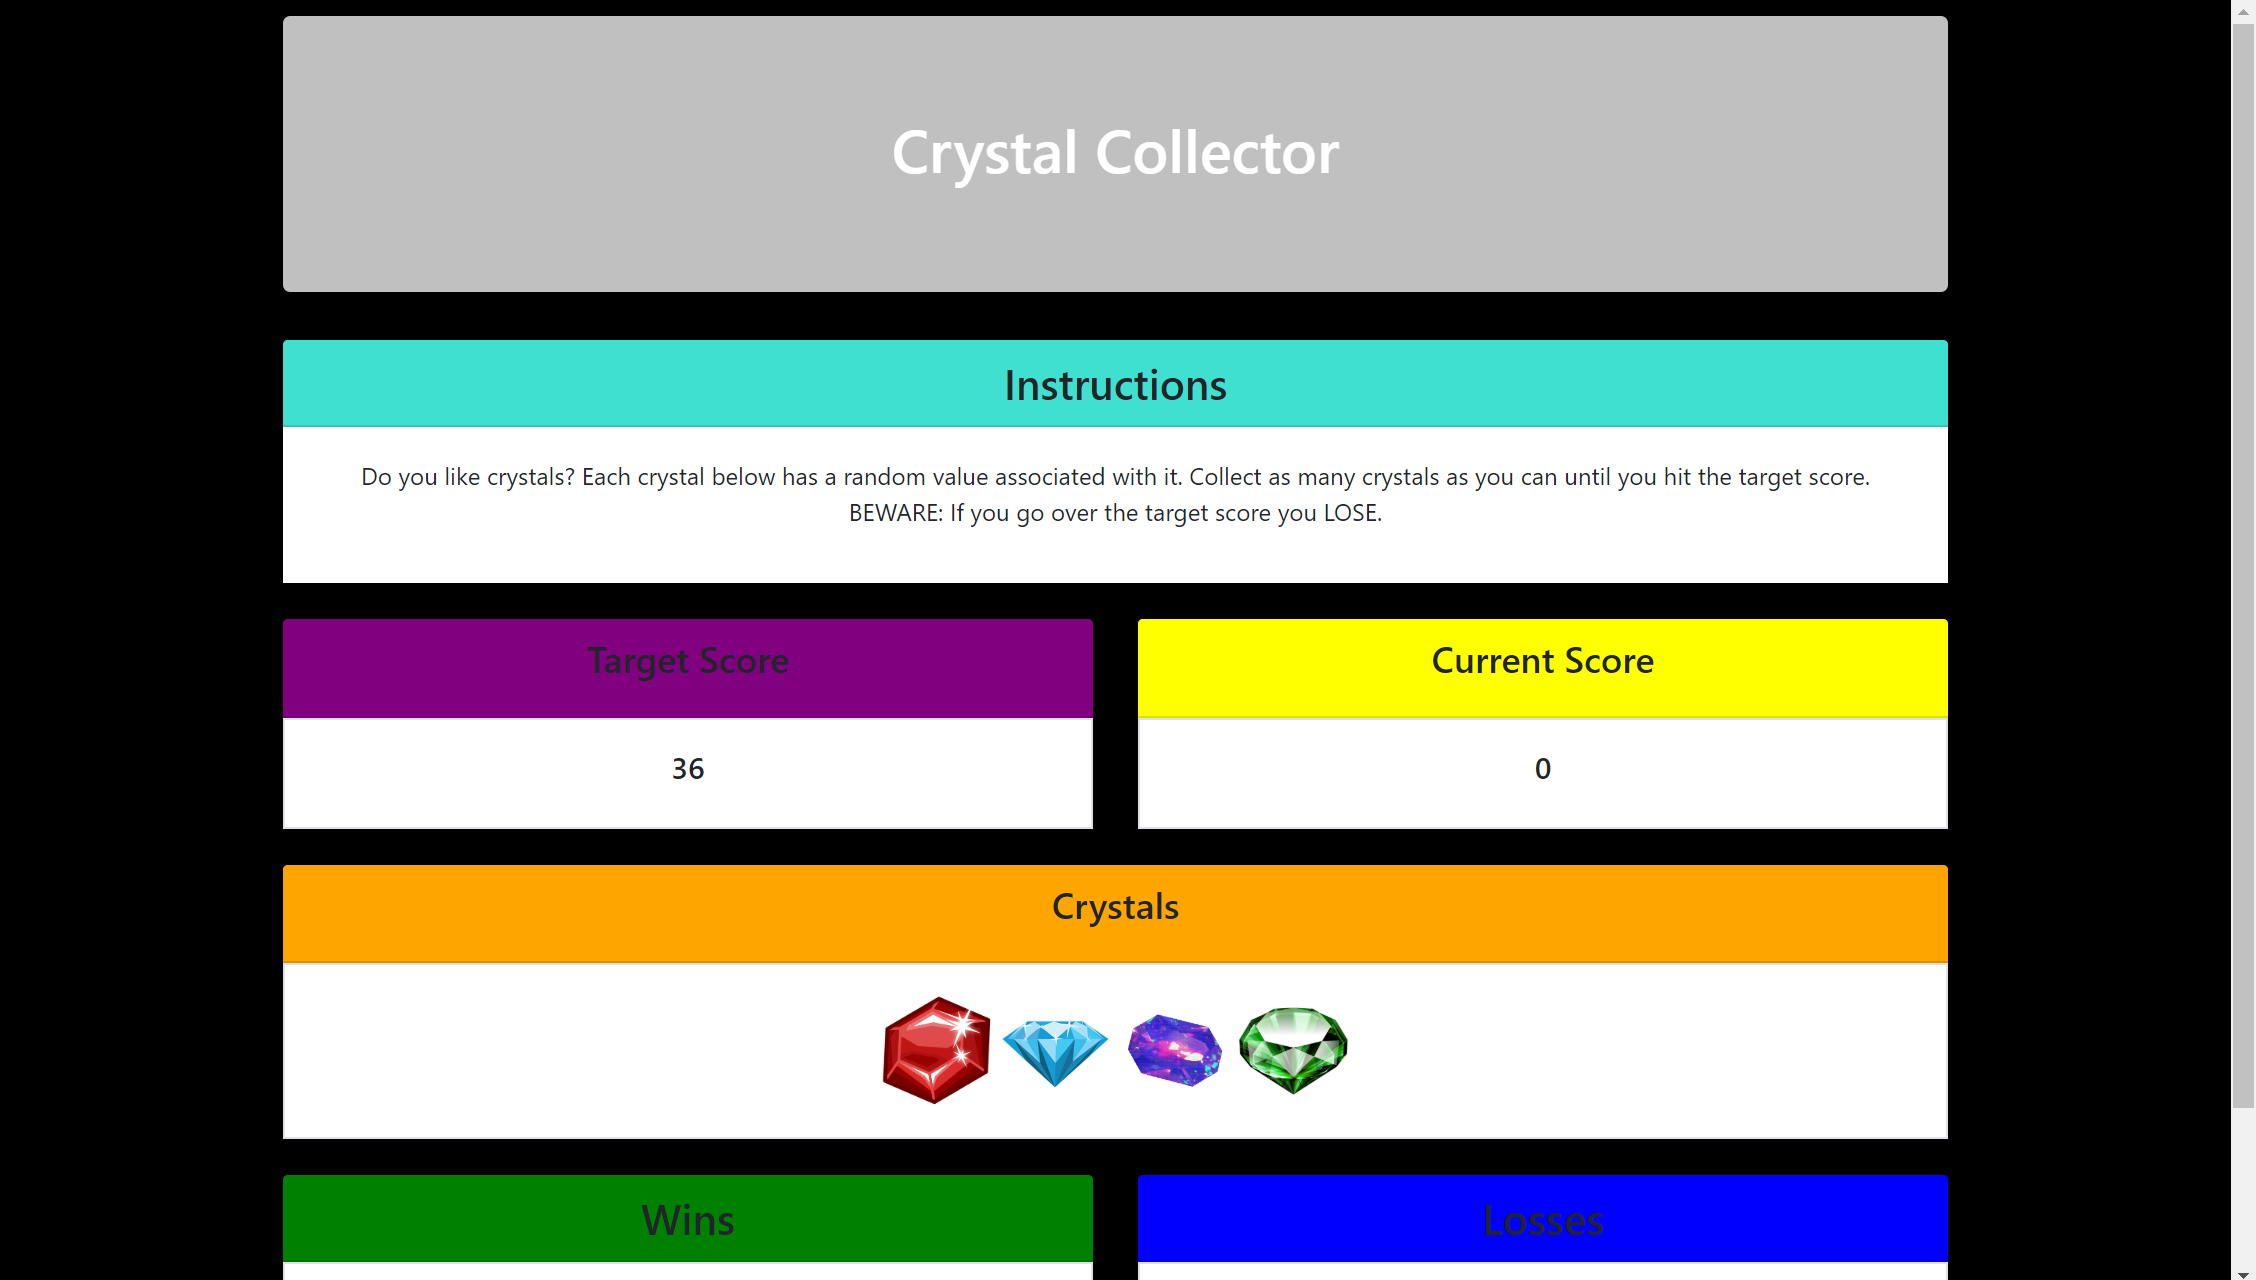 Crystal Collector
Instructions
Do you like crystals? Each crystal below has a random value associated with it. Collect as many crystals as you can until you hit the target score.
BEWARE: If you go over the target score you LOSE.
Target Score
Current Score
36
0
Crystals
Wins
Losses